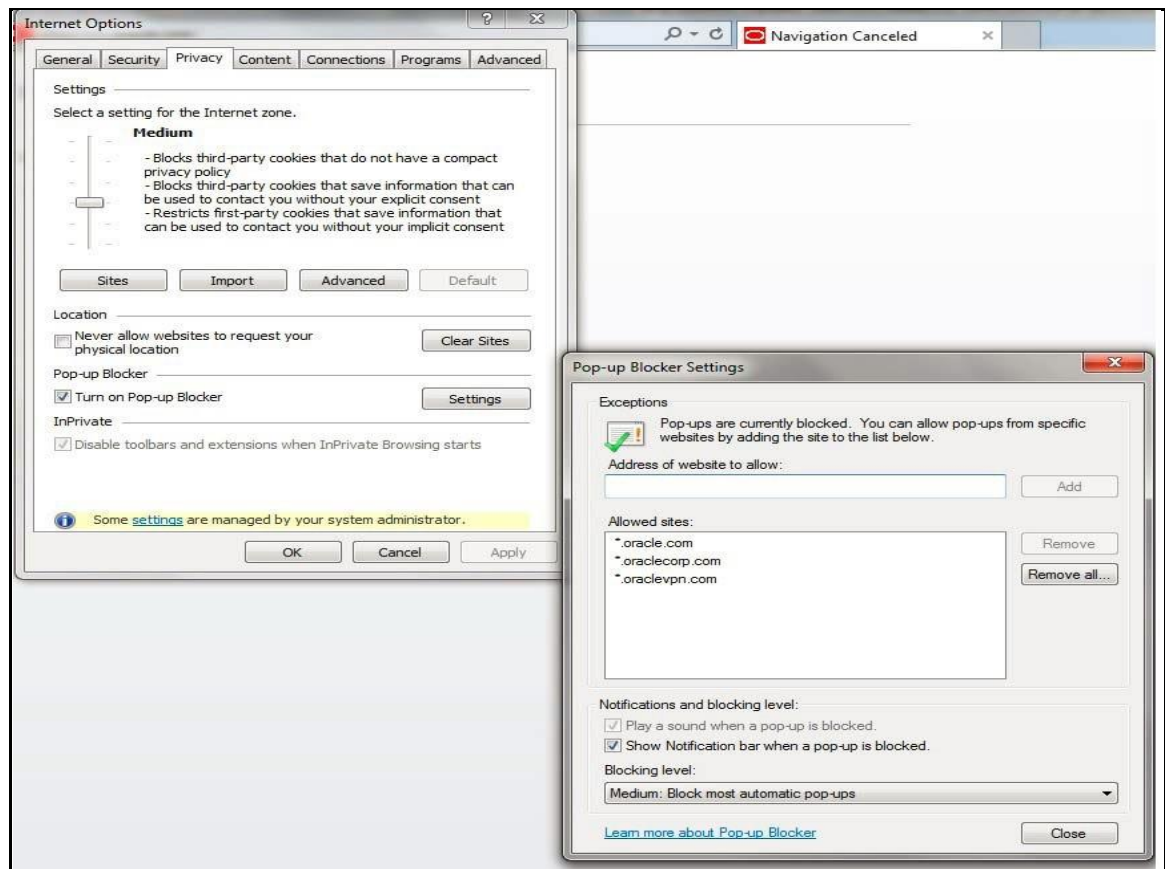 Internet Options
Navigation Canceled
General Security Privacy Content Connections Programs Advanced
Settings
Select a setting for the Internet zone.
Medium
- Blocks third-party cookies that do not have a compact
privacy policy
- Blocks third-party cookies that save information that can
be used to contact you without your explicit consent
- Restricts first-party cookies that save information that
can be used to contact you without your implicit consent
Sites Import Advanced Default
Location
Never allow websites to request your
physical location
Clear Sites
Pop-up Blocker
Turn on Pop-up Blocker
Settings
InPrivate
Disable toolbars and extensions when InPrivate Browsing starts
Some settings are managed by your system administrator.
OK Cancel Apply
Pop-up Blocker Settings
Exceptions
Pop-ups are currently blocked. You can allow pop-ups from specific
websites by adding the site to the list below.
Address of website to allow:
Add
Allowed sites:
*.oracle.com
*.oraclecorp.com
*.oraclevpn.com
Remove
Remove all...
Notifications and blocking level:
Play a sound when a pop-up is blocked.
Show Notification bar when a pop-up is blocked.
Blocking level:
Medium: Block most automatic pop-ups
Learn more about Pop-up Blocker
Close